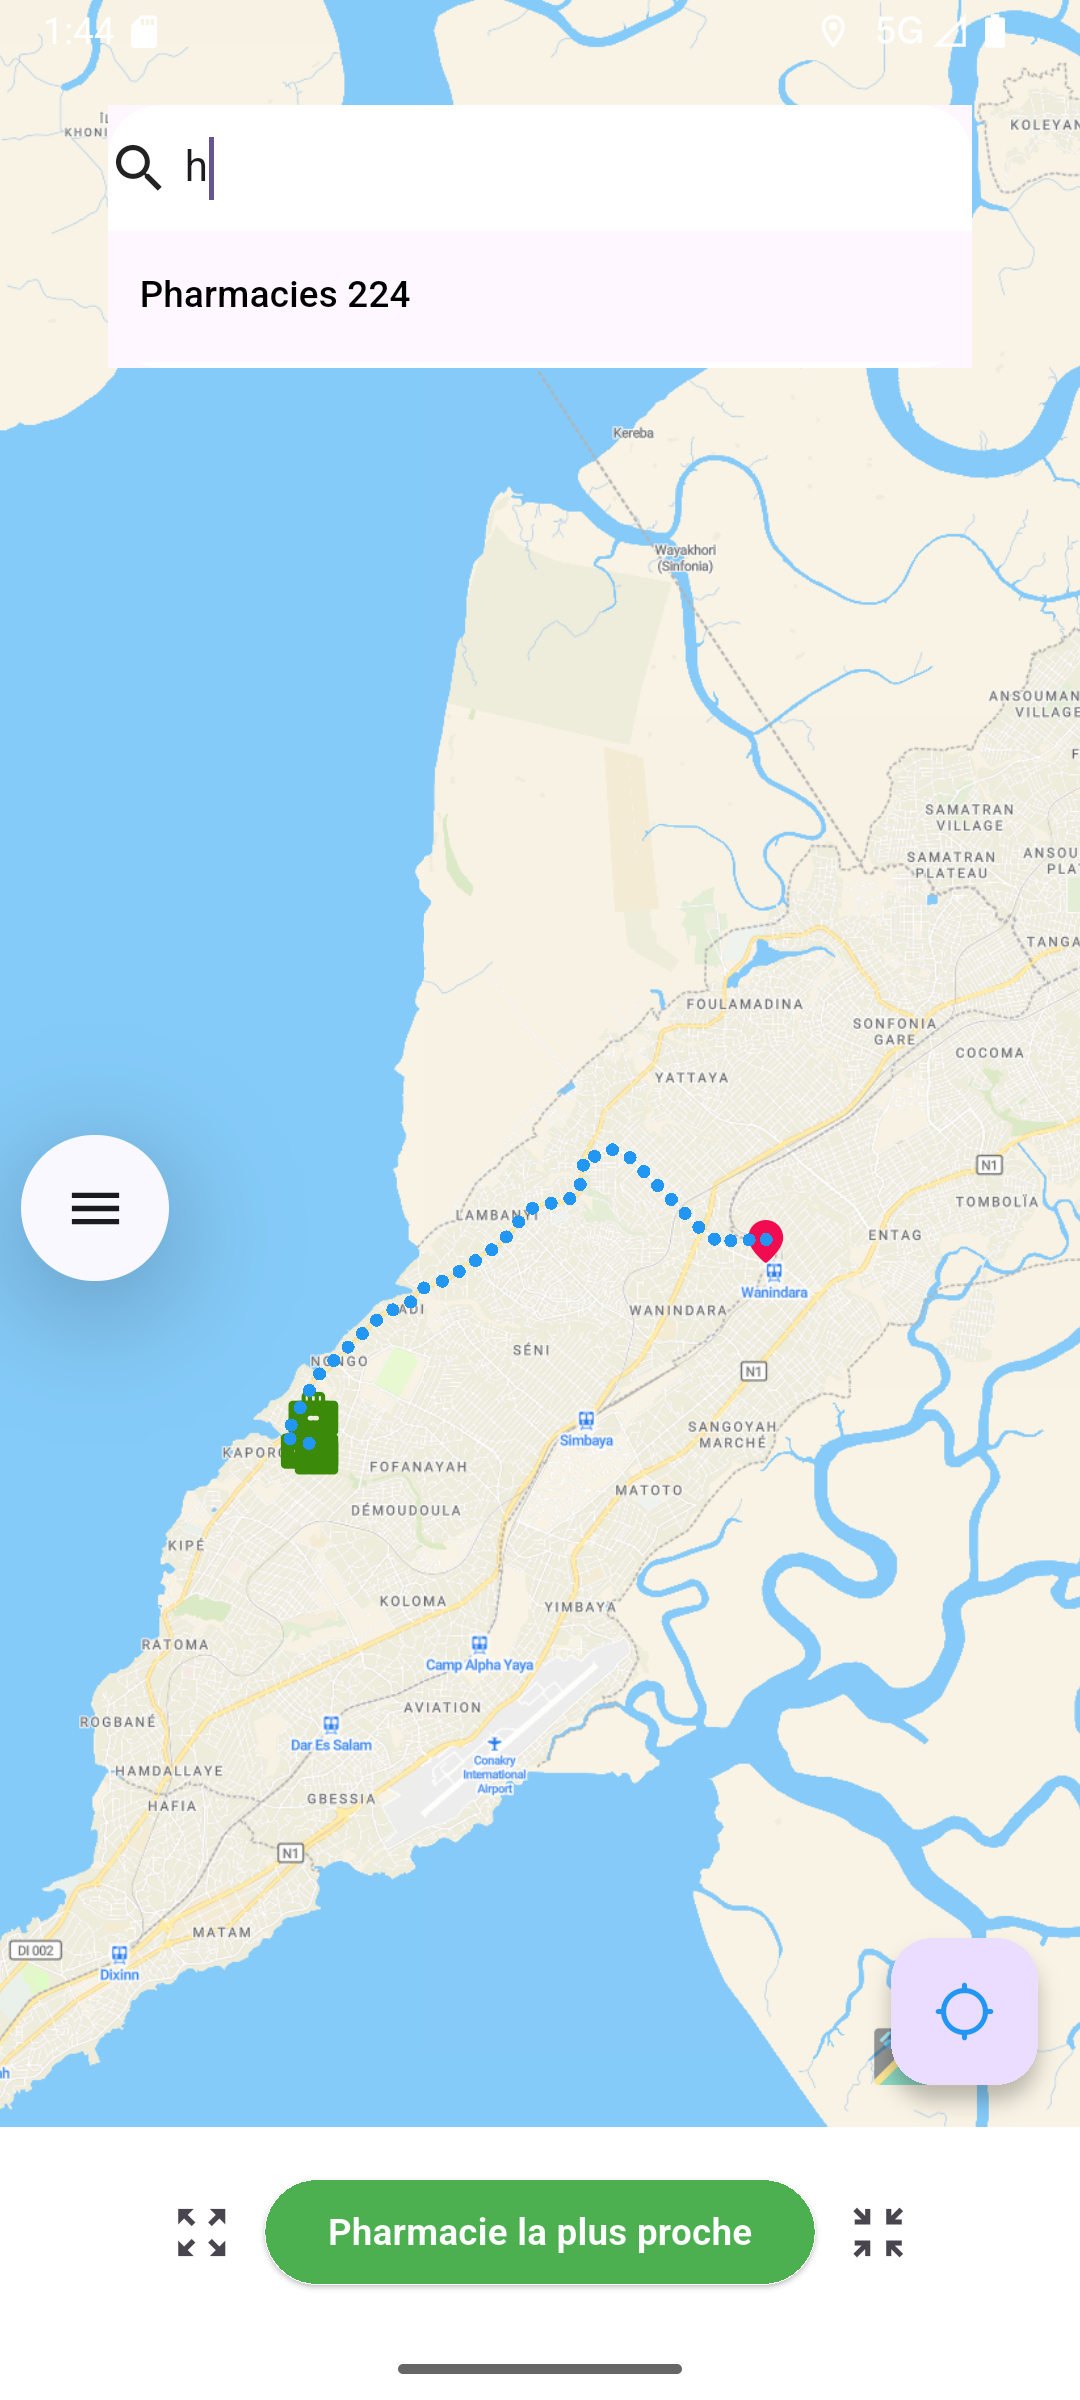 1:44
5G
KOLEYAN
KHONI
h
Pharmacies 224
Kereba
Wayakhori
(Sinfonia)
ANSOUMAN
VILLAGE
F
SAMATRAN
VILLAGE
SAMATRAN
PLATEAU
ANSOU
PLA
TANGA
FOULAMADINA
SONFONIA
GARE
COCOMA
YATTAYA
N1
TOMBOLÏA
LAMBANYI
ENTAG
Wanindara
ADI
WANINDARA
SÉNI
NONGO
N1
Simbaya
SANGOYAH
MARCHÉ
KAPORO
FOFANAYAH
MATOTO
DÉMOUDOULA
KIPÉ
KOLOMA
YIMBAYA
RATOMA
Camp Alpha Yaya
AVIATION
ROGBANÉ
Dar Es Salam
Conakry
International
Airport
HAMDALLAYE
HAFIA
GBESSIA
N1
MATAM
DI 002
Dixinn
ah
Pharmacie la plus proche